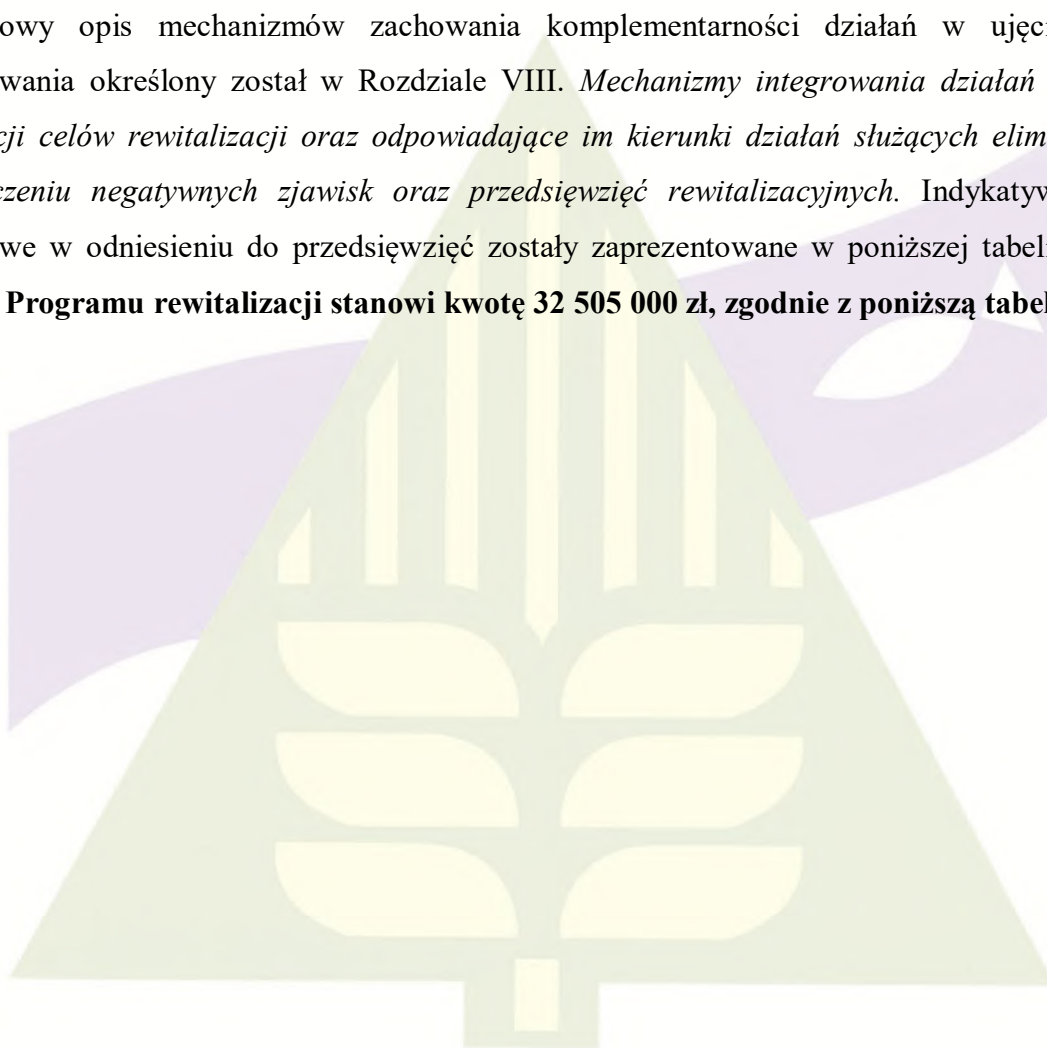 owy opis mechanizmów zachowania komplementarności działań w ujęci
wania określony został w Rozdziale VIII. Mechanizmy integrowania działań
cji celów rewitalizacji oraz odpowiadające im kierunki działań służących elim
czeniu negatywnych zjawisk oraz przedsięwzięć rewitalizacyjnych. Indykatyw
we w odniesieniu do przedsięwzięć zostały zaprezentowane w poniższej tabeli
Programu rewitalizacji stanowi kwotę 32 505 000 zł, zgodnie z poniższą tabel